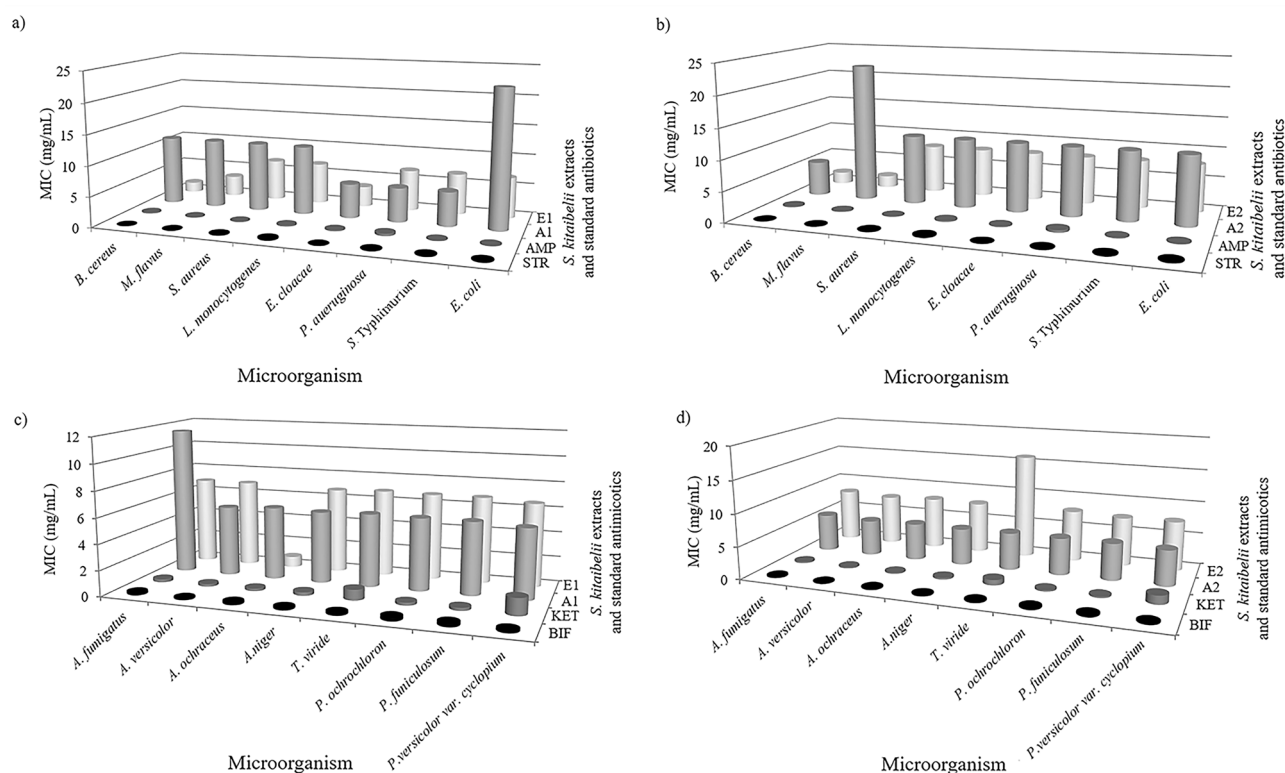 a)
MIC (mg/mL)
25
20
15
10
5
0
E1
A1
AMP
STR
S. kitaibelii extracts
and standard antibiotics
B. cereus
M. flavus
S. aureus
L. monocytogenes
E. cloacae
P. aueruginosa
S. Typhimurium
E. coli
Microorganism
b)
MIC (mg/mL)
25
20
15
10
5
0
E2
A2
AMP
STR
S. kitaibelii extracts
and standard antibiotics
B. cereus
M. flavus
S. aureus
L. monocytogenes
E. cloacae
P. aueruginosa
S. Typhimurium
E. coli
Microorganism
c)
MIC (mg/mL)
12
10
8
6
4
2
0
E1
A1
KET
BIF
S. kitaibelii extracts
and standard antimicotics
A. fumigatus
A. versicolor
A. ochraceus
A.niger
T. viride
P. ochrochloron
P. funiculosum
P.versicolor var. cyclopium
Microorganism
d)
MIC (mg/mL)
20
15
10
5
0
E2
A2
KET
BIF
S. kitaibelii extracts
and standard antimicotics
A. fumigatus
A. versicolor
A. ochraceus
A.niger
T. viride
P. ochrochloron
P. funiculosum
P.versicolor var. cyclopium
Microorganism